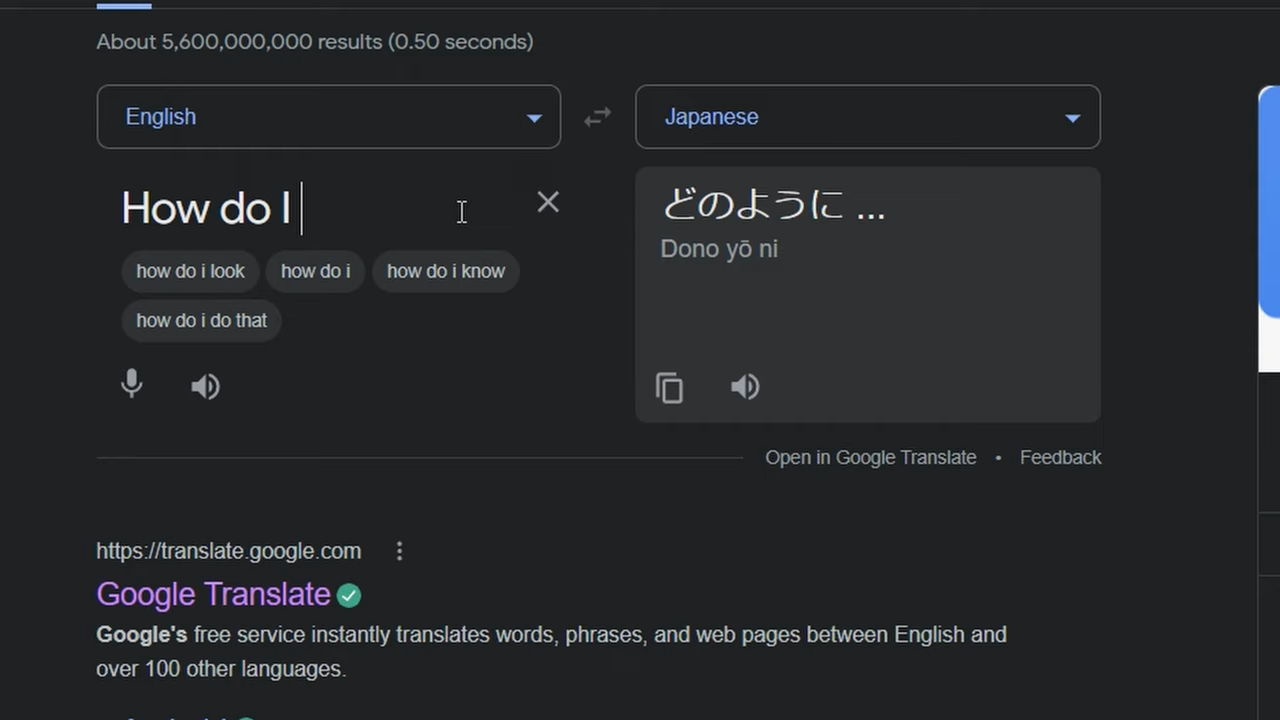 About 5,600,000,000 results (0.50 seconds)
English
Japanese
How do I
どのように ...
Dono yō ni
how do i look
how do i
how do i know
how do i do that
Open in Google Translate • Feedback
https://translate.google.com
Google Translate
Google's free service instantly translates words, phrases, and web pages between English and
over 100 other languages.